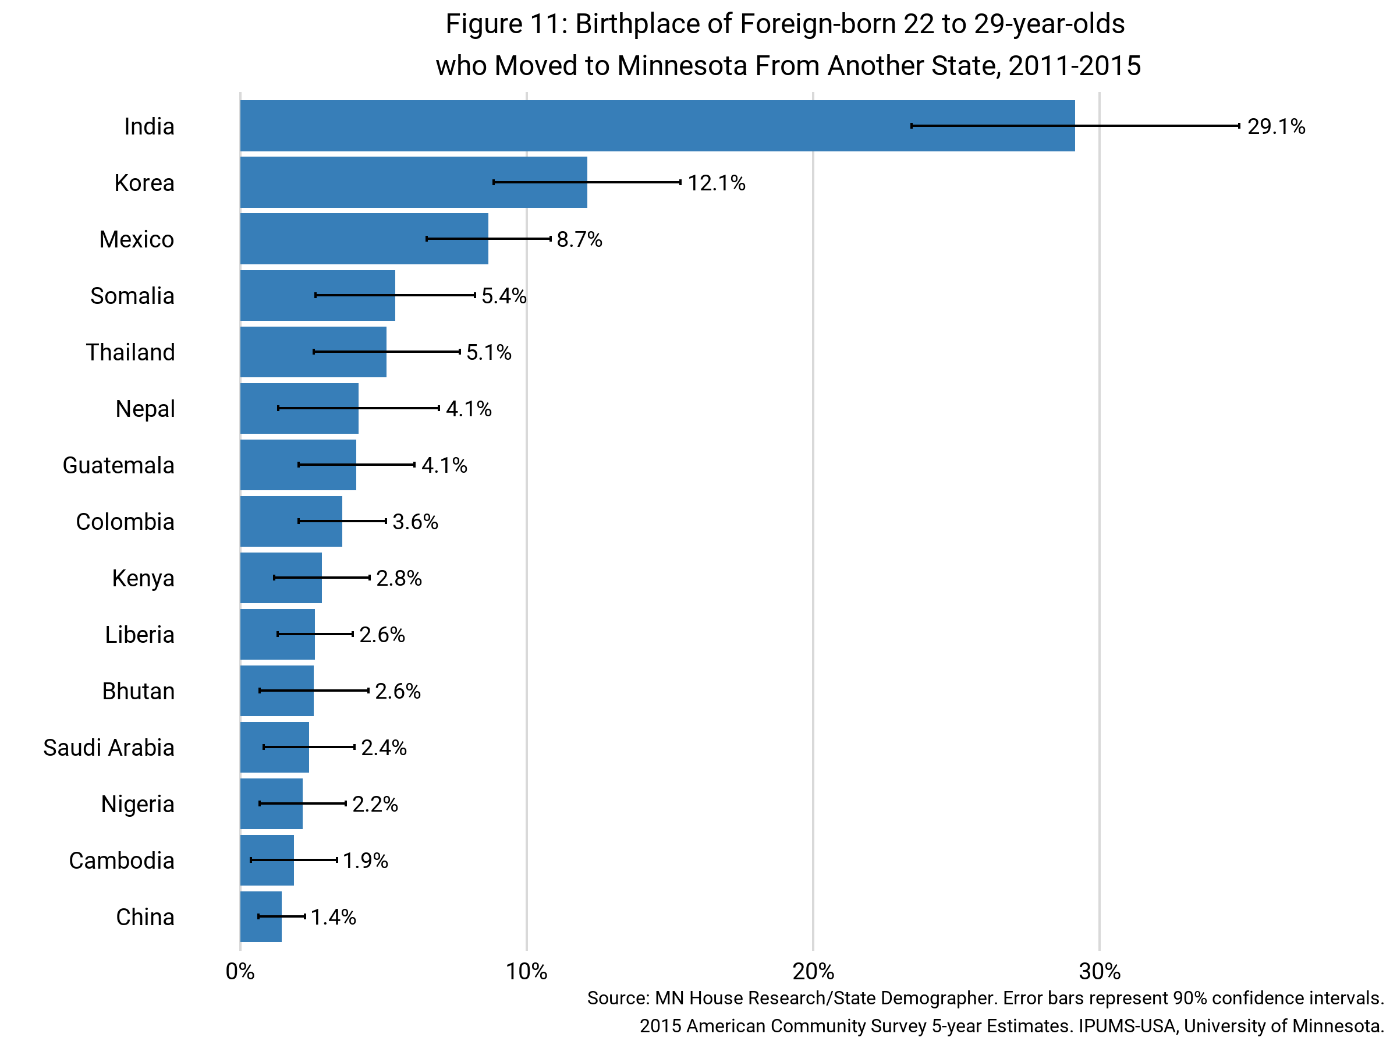 Figure 11: Birthplace of Foreign-born 22 to 29-year-olds
who Moved to Minnesota From Another State, 2011-2015
India 29.1%
Korea 12.1%
Mexico 8.7%
Somalia 5.4%
Thailand 5.1%
Nepal 4.1%
Guatemala 4.1%
Colombia 3.6%
Kenya 2.8%
Liberia 2.6%
Bhutan 2.6%
Saudi Arabia 2.4%
Nigeria 2.2%
Cambodia 1.9%
China 1.4%
0% 10% 20% 30%
Source: MN House Research/State Demographer. Error bars represent 90% confidence intervals.
2015 American Community Survey 5-year Estimates. IPUMS-USA, University of Minnesota.